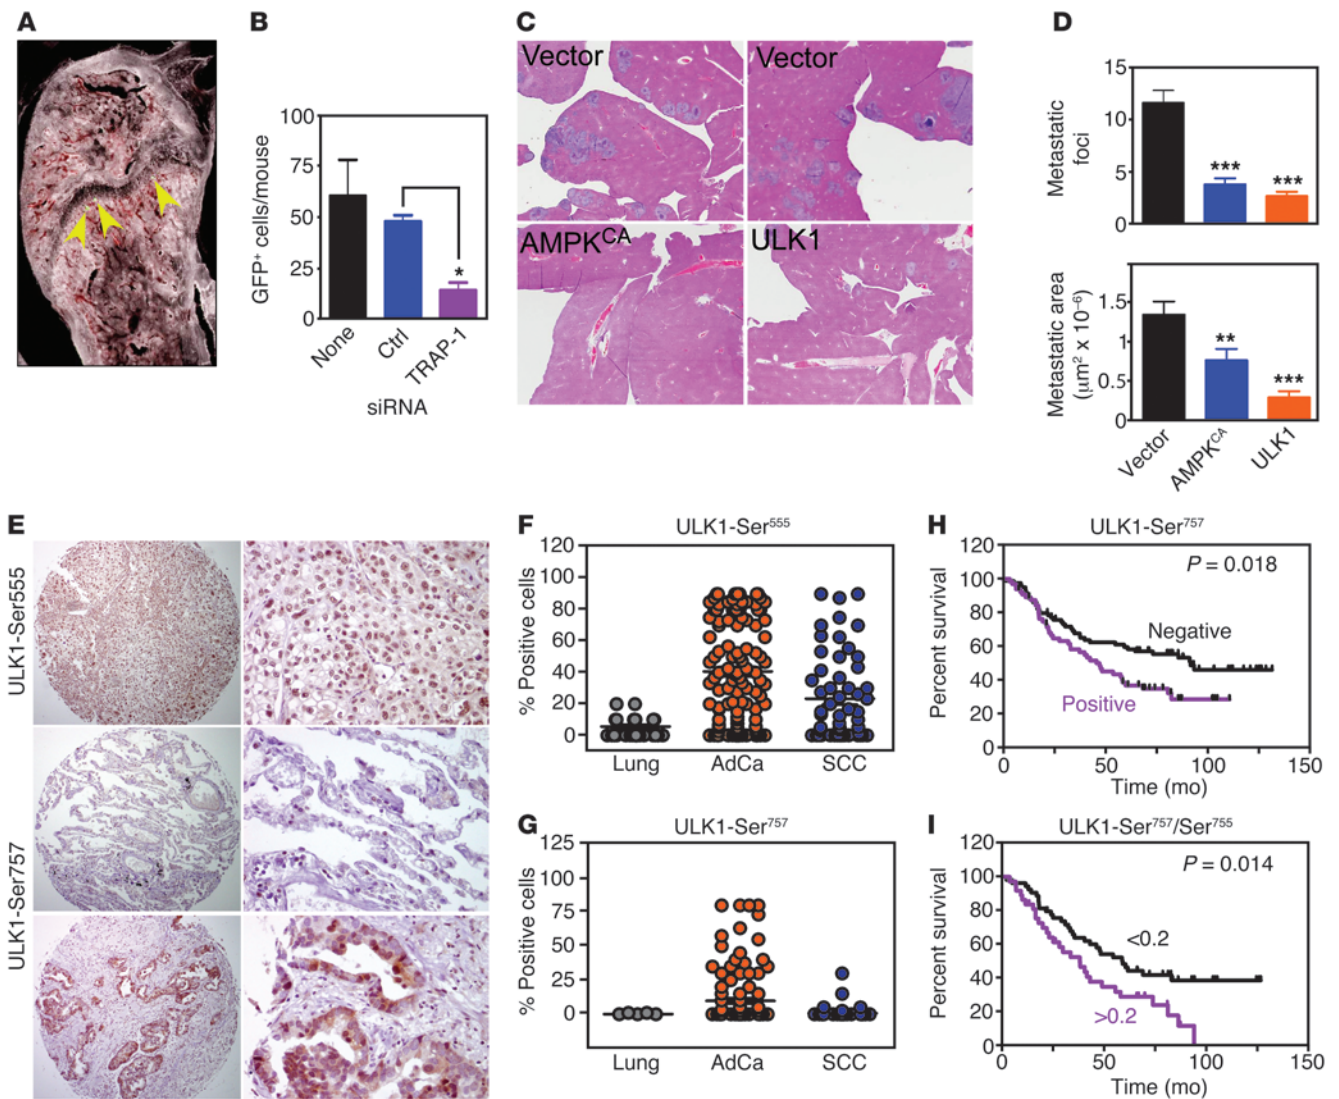 A
B
GFP⁺ cells/mouse
100
75
50
25
0
*
None
Ctrl
TRAP-1
siRNA
C
Vector
Vector
AMPKᶜᴬ
ULK1
D
Metastatic
foci
15
10
5
0
***
***
Metastatic area
(μm² x 10⁻⁶)
1.5
1
0.5
0
**
***
Vector
AMPKᶜᴬ
ULK1
E
ULK1-Ser555
ULK1-Ser757
F
ULK1-Ser⁵⁵⁵
% Positive cells
120
100
80
60
40
20
0
Lung
AdCa
SCC
G
ULK1-Ser⁷⁵⁷
% Positive cells
125
100
75
50
25
0
Lung
AdCa
SCC
H
ULK1-Ser⁷⁵⁷
P = 0.018
Percent survival
120
100
80
60
40
20
0
Negative
Positive
0
50
100
150
Time (mo)
I
ULK1-Ser⁷⁵⁷/Ser⁷⁵⁵
P = 0.014
Percent survival
120
100
80
60
40
20
0
<0.2
>0.2
0
50
100
150
Time (mo)